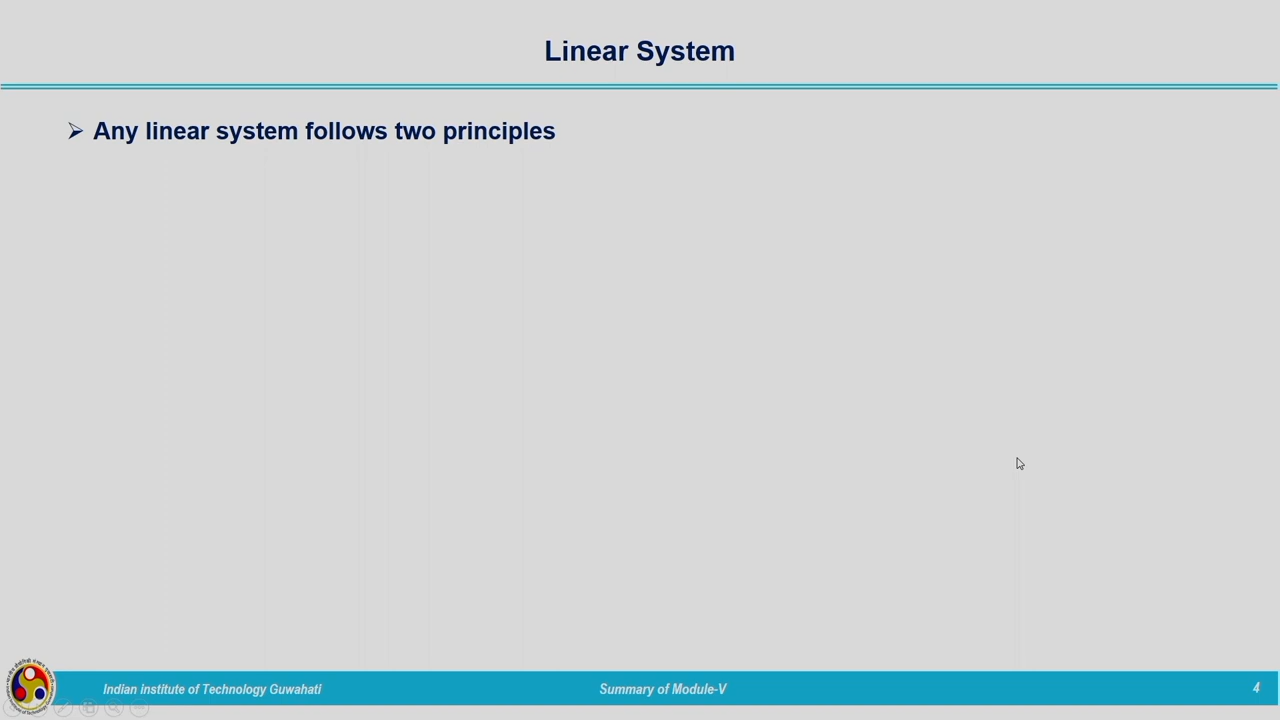 Linear System
➢ Any linear system follows two principles
Indian institute of Technology Guwahati
Summary of Module-V
4